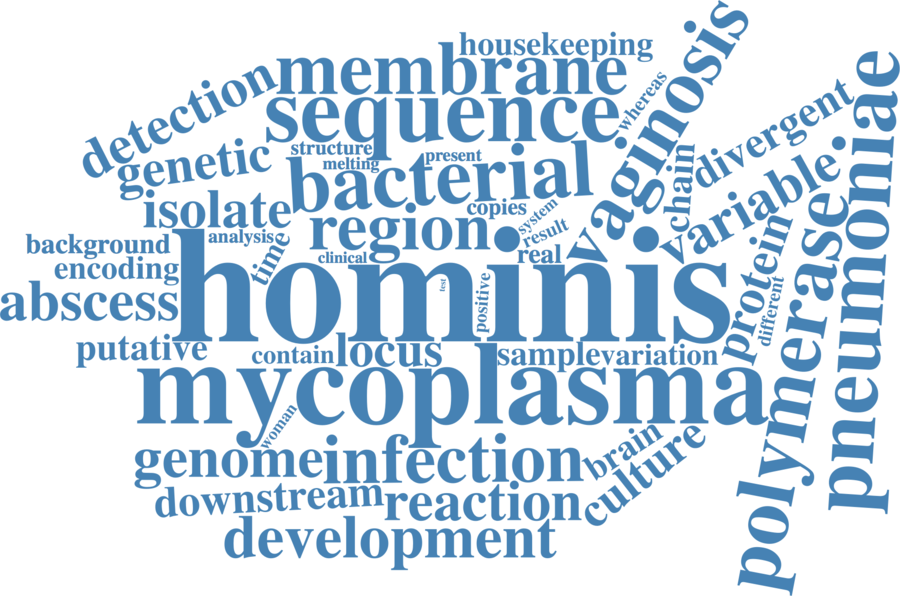 housekeeping
membrane
vaginosis
detection
sequence
whereas
divergent
pneumoniae
genetic
structure
melting
present
bacterial
chain
variable
isolate
copies
system
region
result
analysis
background
time
clinical
real
protein
polymerase
encoding
hominis
test
positive
different
abscess
putative
contain
locus
sample
variation
mycoplasma
woman
genome
infection
brain
culture
downstream
reaction
development